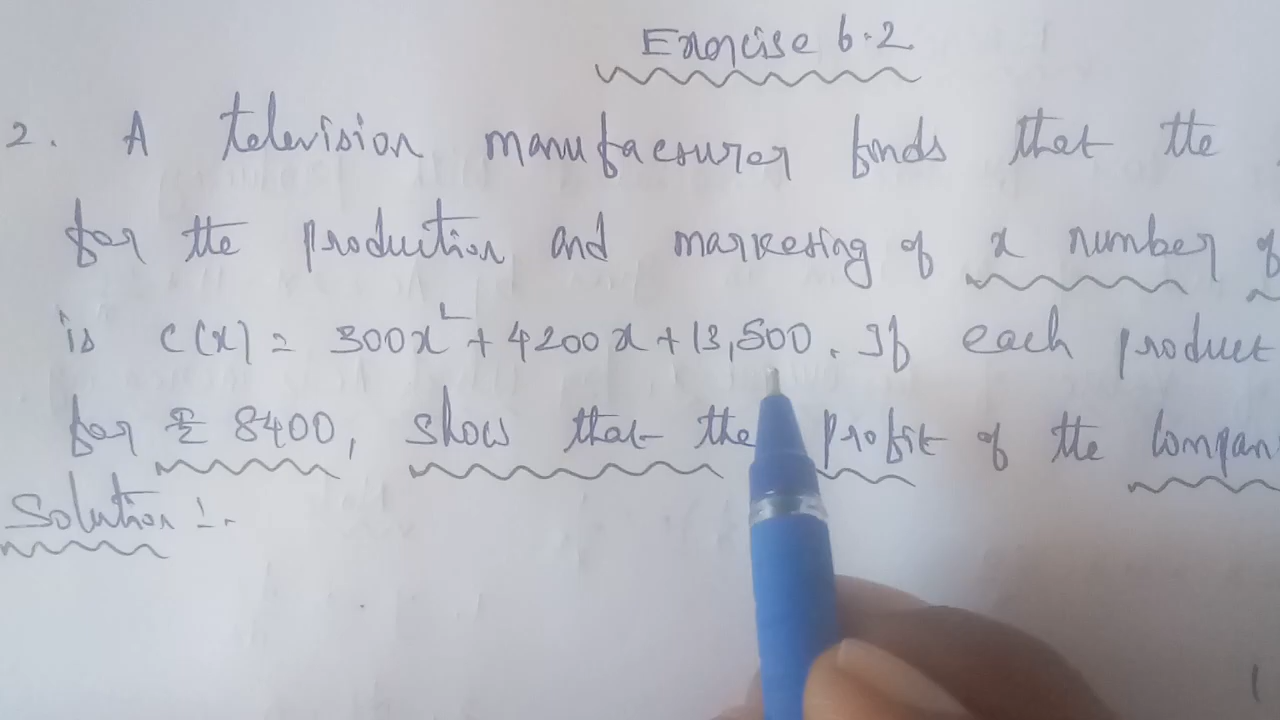 Exercise 6.2
2. A television manufacturer finds that the
for the production and marketing of x number of
is C(x) = 300x² + 4200x + 13,500. If each product
for ₹ 8400, show that the profit of the compan
Solution :-